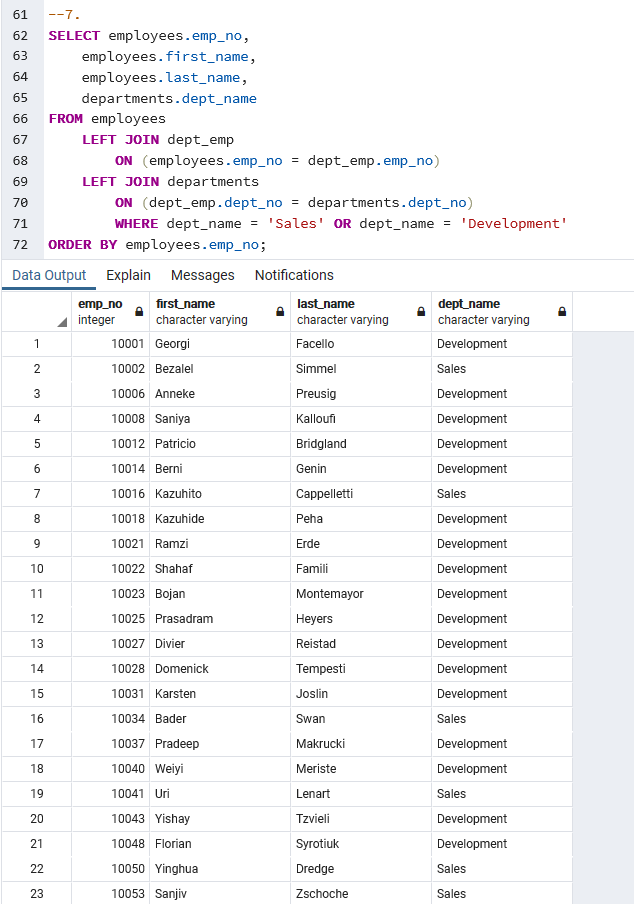 61 --7.
62 SELECT employees.emp_no,
63     employees.first_name,
64     employees.last_name,
65     departments.dept_name
66 FROM employees
67     LEFT JOIN dept_emp
68         ON (employees.emp_no = dept_emp.emp_no)
69     LEFT JOIN departments
70         ON (dept_emp.dept_no = departments.dept_no)
71         WHERE dept_name = 'Sales' OR dept_name = 'Development'
72 ORDER BY employees.emp_no;
Data Output Explain Messages Notifications
emp_no first_name last_name dept_name
integer character varying character varying character varying
1 10001 Georgi Facello Development
2 10002 Bezalel Simmel Sales
3 10006 Anneke Preusig Development
4 10008 Saniya Kalloufi Development
5 10012 Patricio Bridgland Development
6 10014 Berni Genin Development
7 10016 Kazuhito Cappelletti Sales
8 10018 Kazuhide Peha Development
9 10021 Ramzi Erde Development
10 10022 Shahaf Famili Development
11 10023 Bojan Montemayor Development
12 10025 Prasadram Heyers Development
13 10027 Divier Reistad Development
14 10028 Domenick Tempesti Development
15 10031 Karsten Joslin Development
16 10034 Bader Swan Sales
17 10037 Pradeep Makrucki Development
18 10040 Weiyi Meriste Development
19 10041 Uri Lenart Sales
20 10043 Yishay Tzvieli Development
21 10048 Florian Syrotiuk Development
22 10050 Yinghua Dredge Sales
23 10053 Sanjiv Zschoche Sales